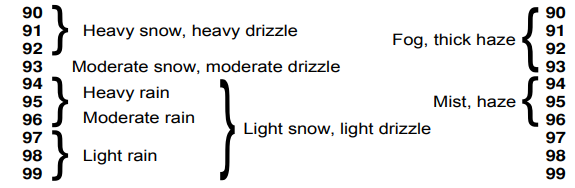 90 90
91 Heavy snow, heavy drizzle 91
92 Fog, thick haze 92
93 Moderate snow, moderate drizzle 93
94 Heavy rain 94
95 Mist, haze 95
96 Moderate rain 96
97 Light snow, light drizzle 97
98 Light rain 98
99 99